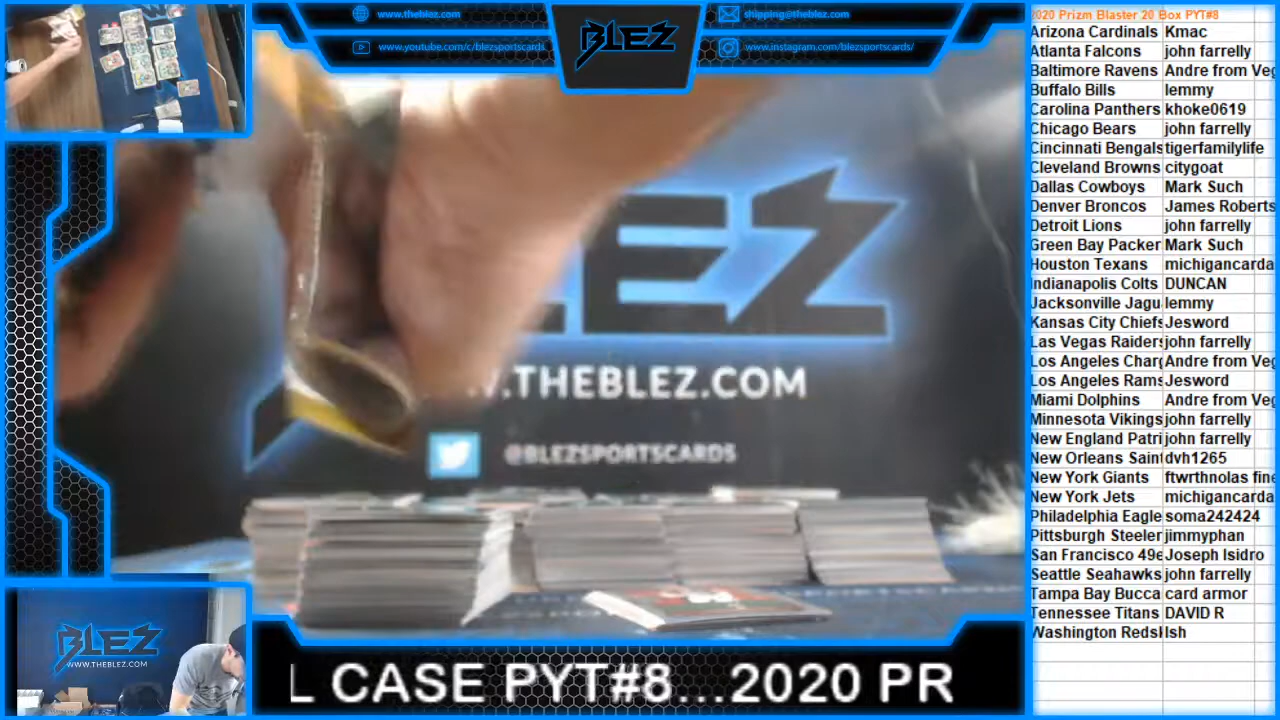 www.theblez.com
www.youtube.com/c/blezsportscards
BLEZ
shipping@theblez.com
www.instagram.com/blezsportscards/
LEZ
W.THEBLEZ.COM
@BLEZSPORTSCARDS
BLEZ
WWW.THEBLEZ.COM
L CASE PYT#8...2020 PR
2020 Prizm Blaster 20 Box PYT#8
Arizona Cardinals Kmac
Atlanta Falcons john farrelly
Baltimore Ravens Andre from Veg
Buffalo Bills lemmy
Carolina Panthers khoke0619
Chicago Bears john farrelly
Cincinnati Bengals tigerfamilylife
Cleveland Browns citygoat
Dallas Cowboys Mark Such
Denver Broncos James Roberts
Detroit Lions john farrelly
Green Bay Packer Mark Such
Houston Texans michigancarda
Indianapolis Colts DUNCAN
Jacksonville Jagu lemmy
Kansas City Chiefs Jesword
Las Vegas Raiders john farrelly
Los Angeles Charg Andre from Veg
Los Angeles Rams Jesword
Miami Dolphins Andre from Veg
Minnesota Vikings john farrelly
New England Patri john farrelly
New Orleans Saint dvh1265
New York Giants ftwrthnolas fine
New York Jets michigancarda
Philadelphia Eagle soma242424
Pittsburgh Steeler jimmyphan
San Francisco 49e Joseph Isidro
Seattle Seahawks john farrelly
Tampa Bay Bucca card armor
Tennessee Titans DAVID R
Washington Redsk Ish